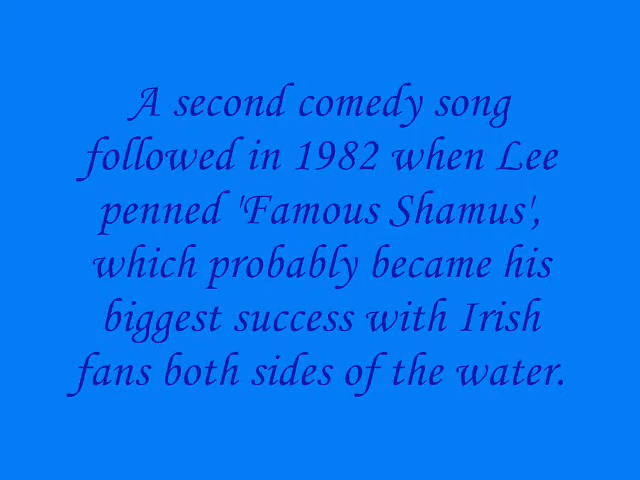 A second comedy song
followed in 1982 when Lee
penned 'Famous Shamus',
which probably became his
biggest success with Irish
fans both sides of the water.